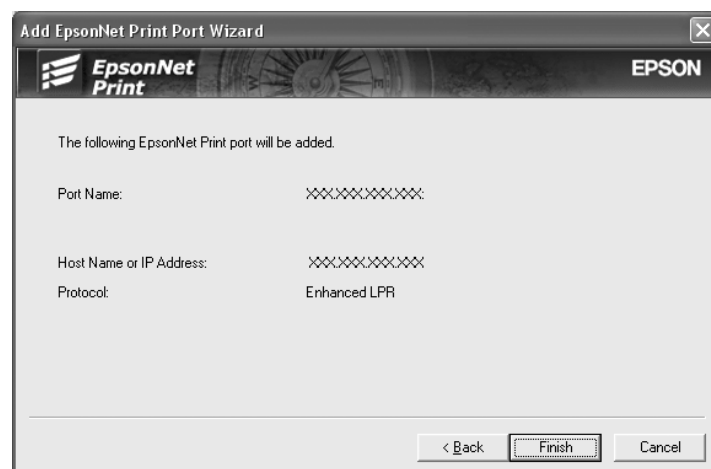 Add EpsonNet Print Port Wizard
EpsonNet
Print
EPSON
The following EpsonNet Print port will be added.
Port Name: XXX.XXX.XXX.XXX:
Host Name or IP Address: XXX.XXX.XXX.XXX
Protocol: Enhanced LPR
< Back
Finish
Cancel